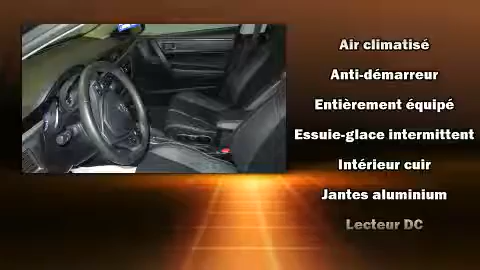 Air climatisé
Anti-démarreur
Entièrement équipé
Essuie-glace intermittent
Intérieur cuir
Jantes aluminium
Lecteur DC